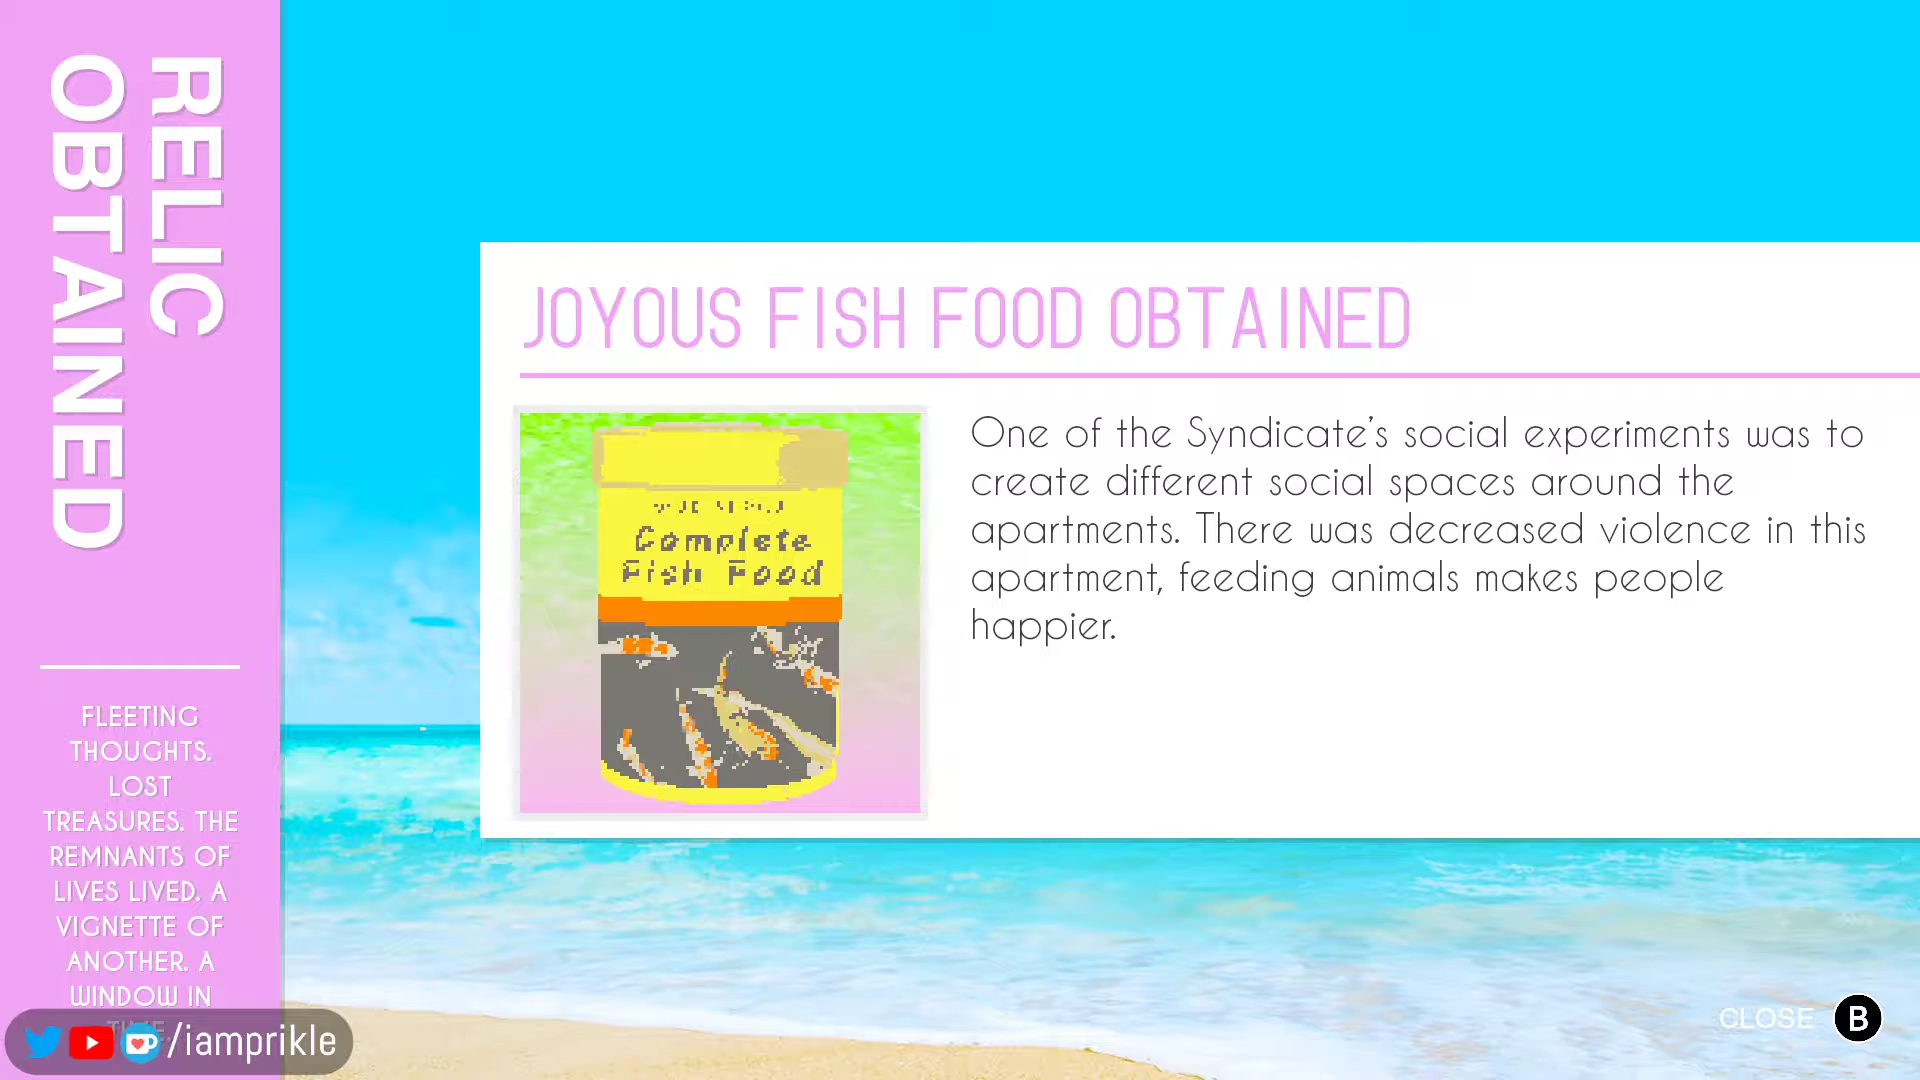 RELIC
OBTAINED
FLEETING
THOUGHTS.
LOST
TREASURES. THE
REMNANTS OF
LIVES LIVED. A
VIGNETTE OF
ANOTHER. A
WINDOW IN
TIME.
/iamprikle
JOYOUS FISH FOOD OBTAINED
Complete
Fish Food
One of the Syndicate’s social experiments was to
create different social spaces around the
apartments. There was decreased violence in this
apartment, feeding animals makes people
happier.
CLOSE B